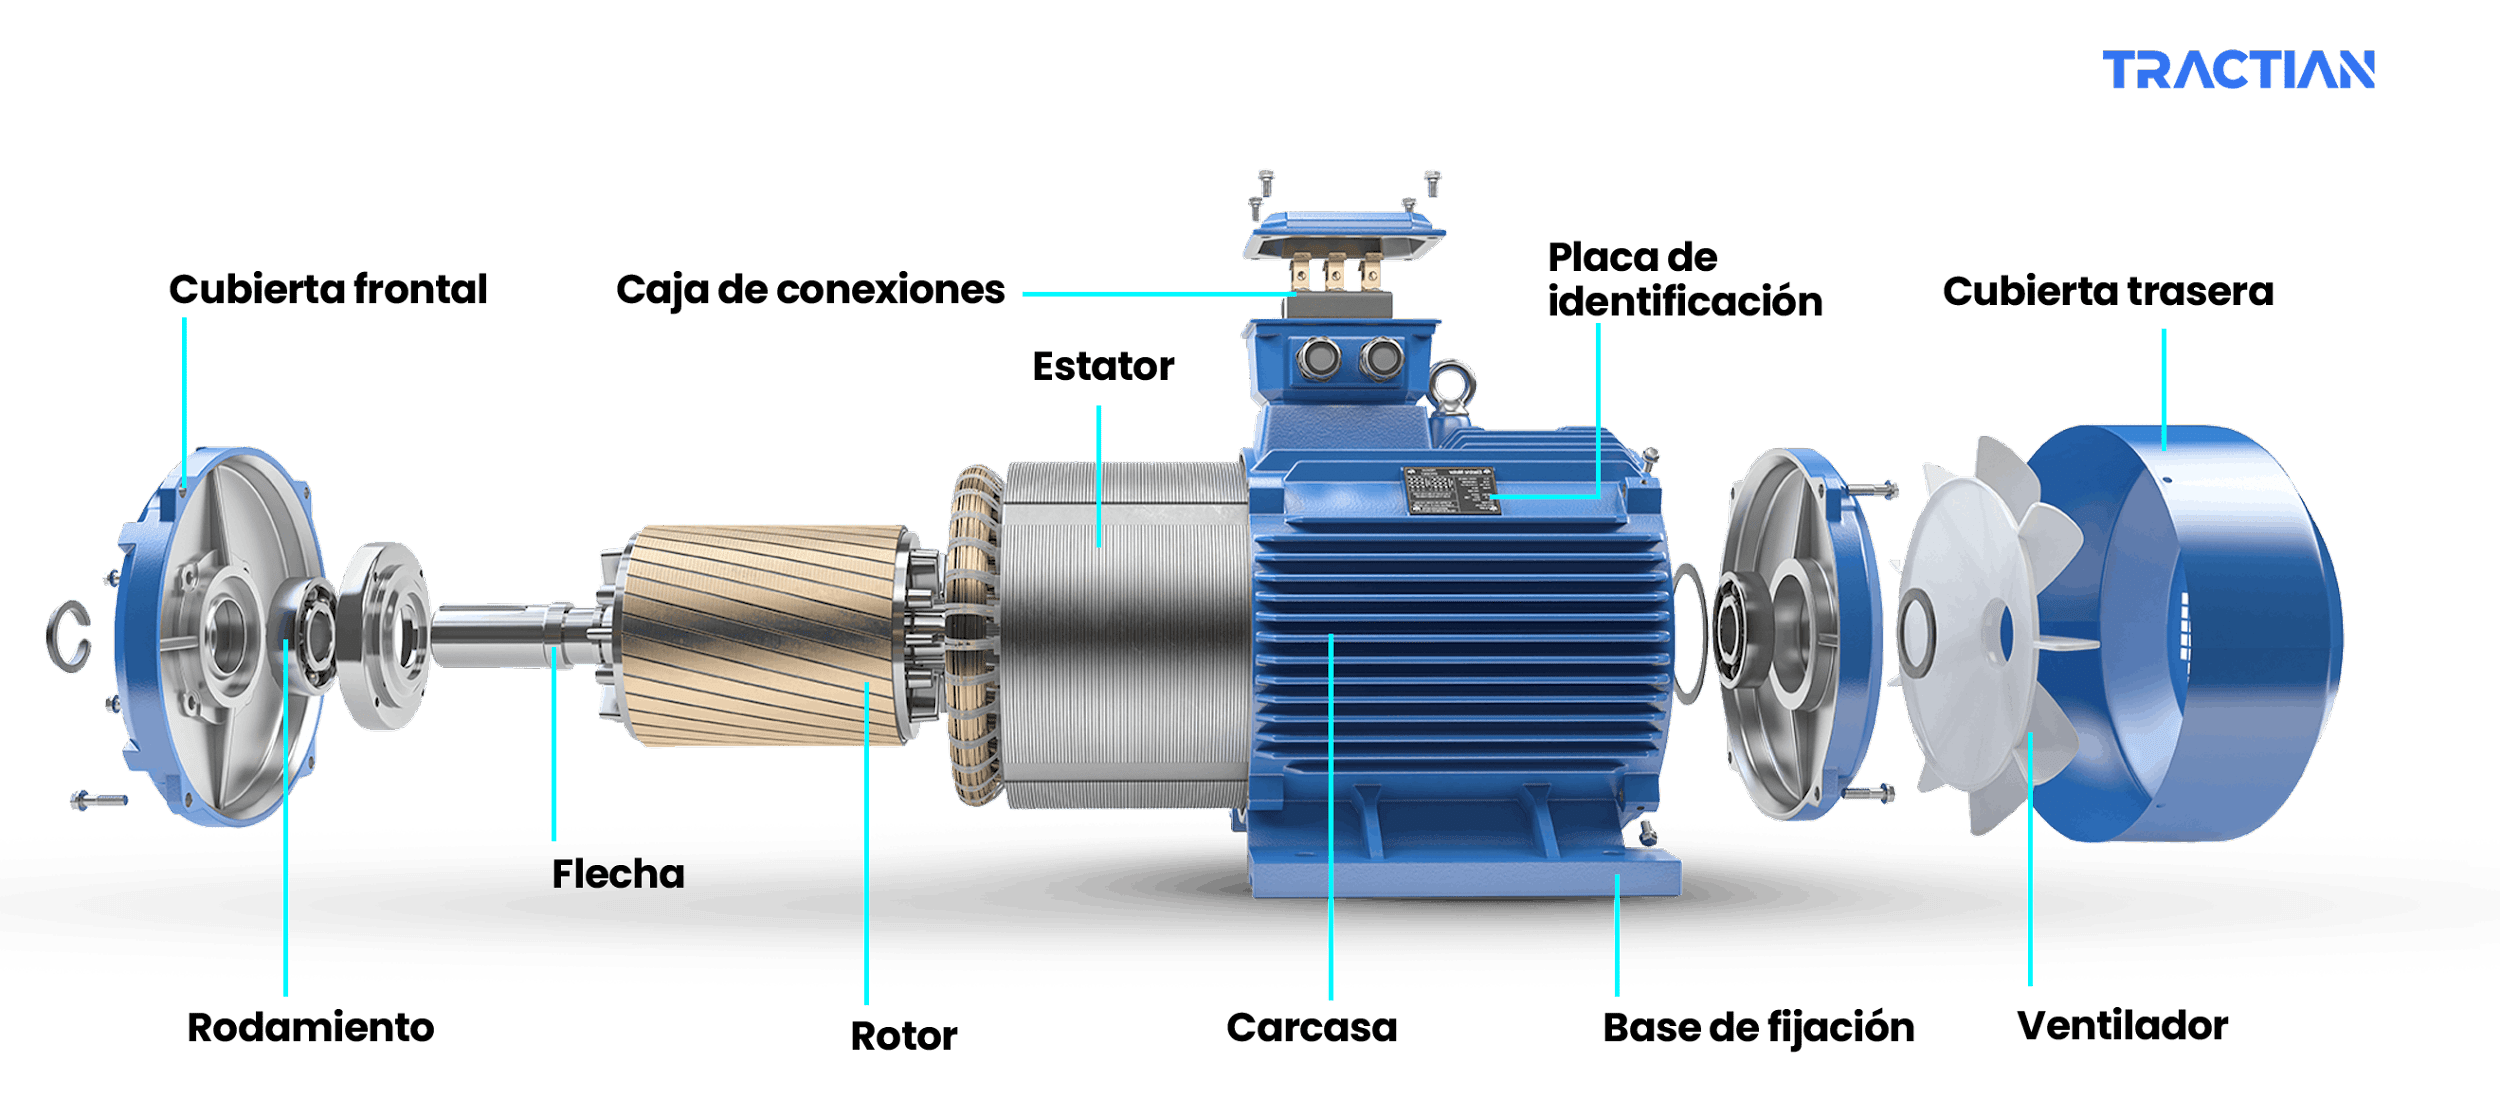 TRACTIAN
Placa de
identificación
Cubierta frontal
Caja de conexiones
Cubierta trasera
Estator
Flecha
Rodamiento
Rotor
Carcasa
Base de fijación
Ventilador